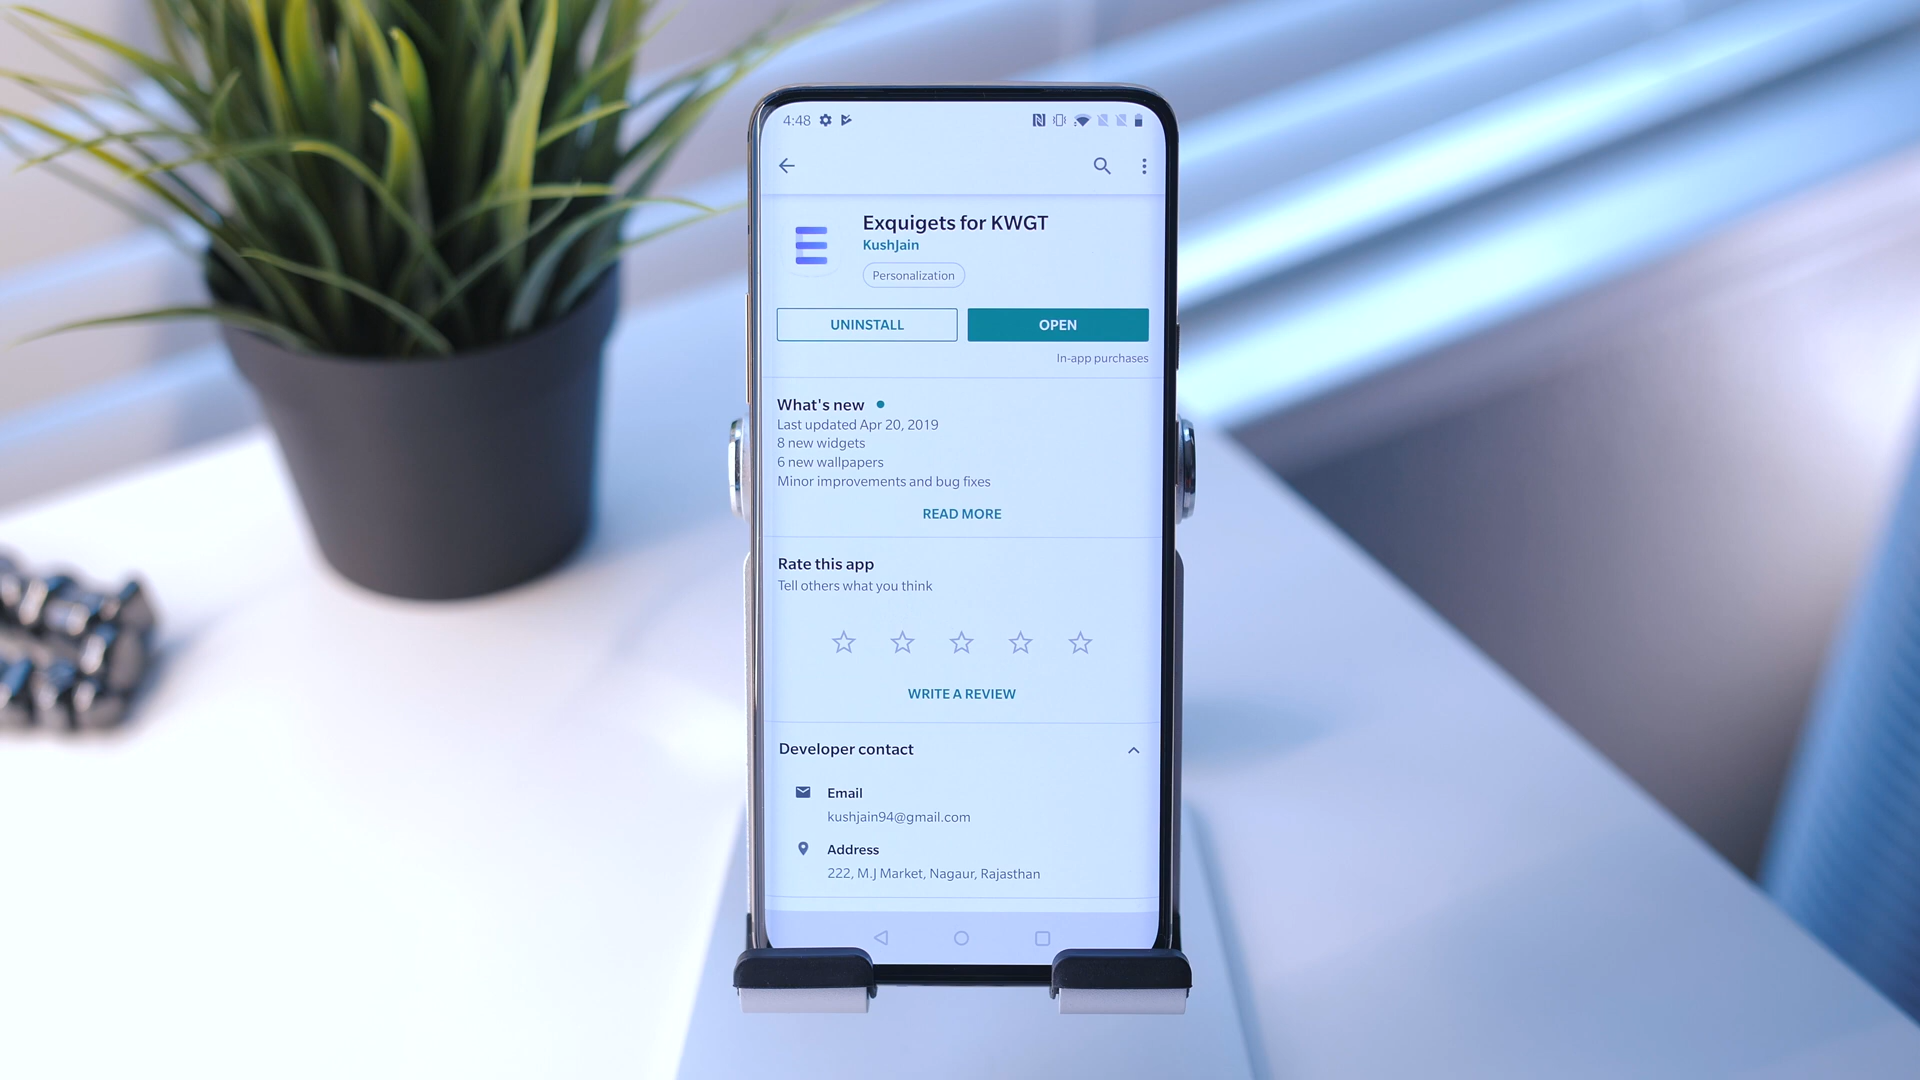 4:48
Exquigets for KWGT
KushJain
Personalization
UNINSTALL
OPEN
In-app purchases
What's new
Last updated Apr 20, 2019
8 new widgets
6 new wallpapers
Minor improvements and bug fixes
READ MORE
Rate this app
Tell others what you think
WRITE A REVIEW
Developer contact
Email
kushjain94@gmail.com
Address
222, M.J Market, Nagaur, Rajasthan